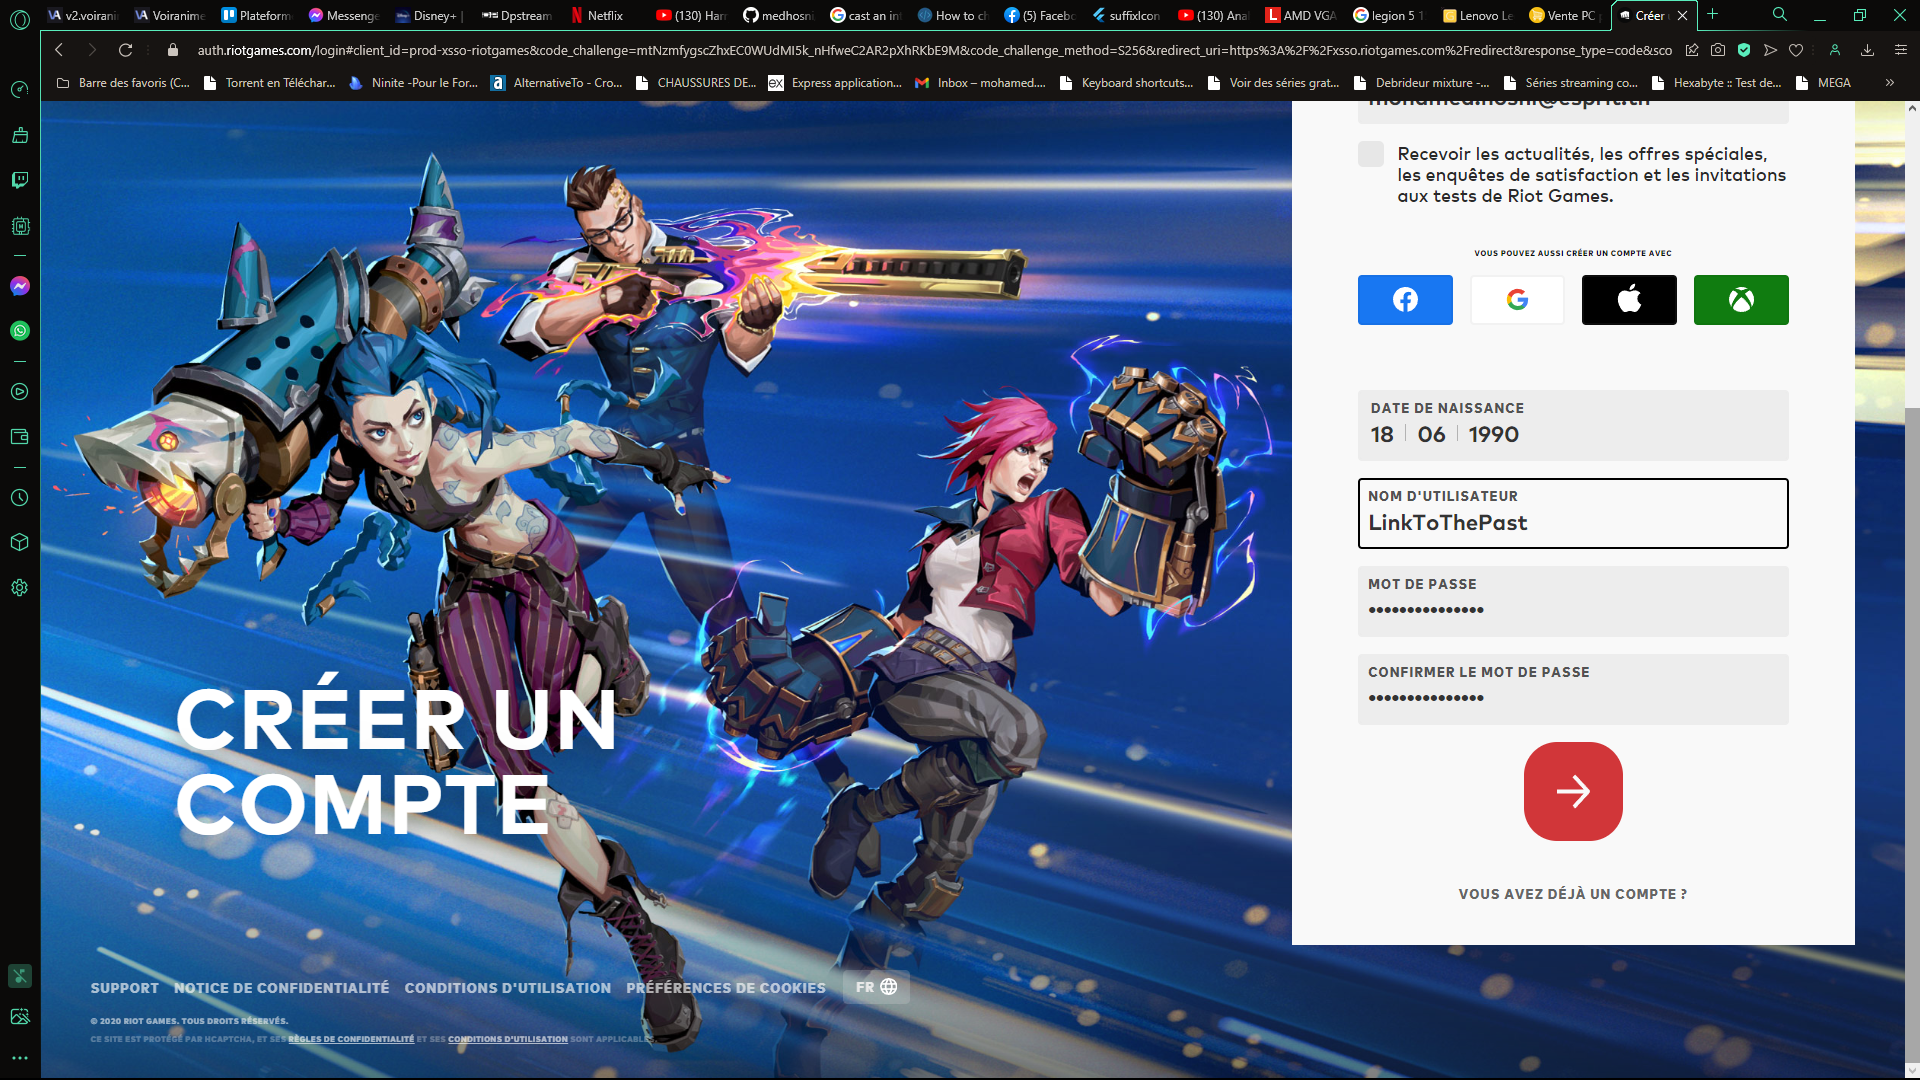 v2.voiranim
Voiranime
Plateform
Messenge
Disney+ |
Dpstream
Netflix
(130) Har
medhosni
cast an int
How to ch
(5) Facebo
suffixIcon
(130) Anal
AMD VGA
legion 5 1
Lenovo Le
Vente PC p
Créer
auth.riotgames.com/login#client_id=prod-xsso-riotgames&code_challenge=mtNzmfygscZhxEC0WUdMI5k_nHfweC2AR2pXhRKbE9M&code_challenge_method=S256&redirect_uri=https%3A%2F%2Fxsso.riotgames.com%2Fredirect&response_type=code&sco
Barre des favoris (C...
Torrent en Téléchar...
Ninite -Pour le For...
AlternativeTo - Cro...
CHAUSSURES DE...
Express application...
Inbox – mohamed....
Keyboard shortcuts...
Voir des séries grat...
Debrideur mixture -...
Séries streaming co...
Hexabyte :: Test de...
MEGA
mohamed.hosni@esprit.tn
Recevoir les actualités, les offres spéciales,
les enquêtes de satisfaction et les invitations
aux tests de Riot Games.
VOUS POUVEZ AUSSI CRÉER UN COMPTE AVEC
DATE DE NAISSANCE
18 06 1990
NOM D'UTILISATEUR
LinkToThePast
MOT DE PASSE
•••••••••••••••
CONFIRMER LE MOT DE PASSE
•••••••••••••••
VOUS AVEZ DÉJÀ UN COMPTE ?
CRÉER UN
COMPTE
SUPPORT NOTICE DE CONFIDENTIALITÉ CONDITIONS D'UTILISATION PRÉFÉRENCES DE COOKIES FR
© 2020 RIOT GAMES. TOUS DROITS RÉSERVÉS.
CE SITE EST PROTÉGÉ PAR HCAPTCHA, ET SES RÈGLES DE CONFIDENTIALITÉ ET SES CONDITIONS D'UTILISATION SONT APPLICABLES.